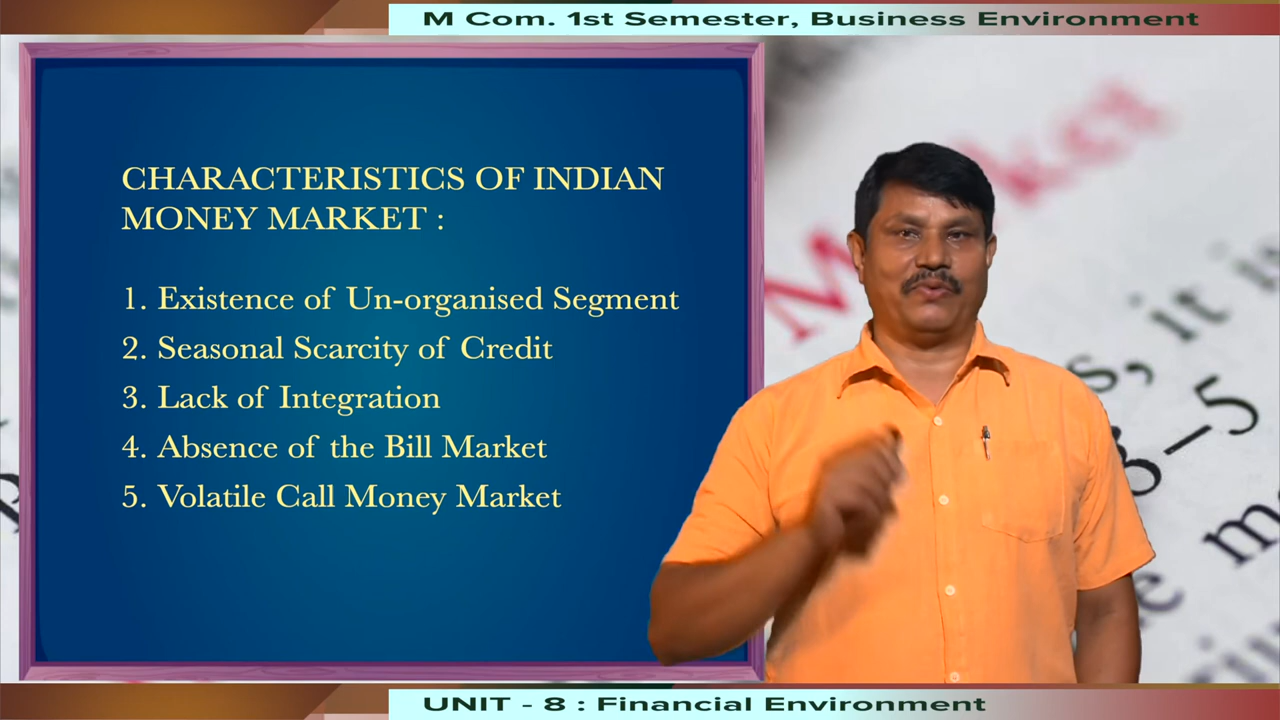 M Com. 1st Semester, Business Environment
CHARACTERISTICS OF INDIAN
MONEY MARKET :
1. Existence of Un-organised Segment
2. Seasonal Scarcity of Credit
3. Lack of Integration
4. Absence of the Bill Market
5. Volatile Call Money Market
UNIT - 8 : Financial Environment